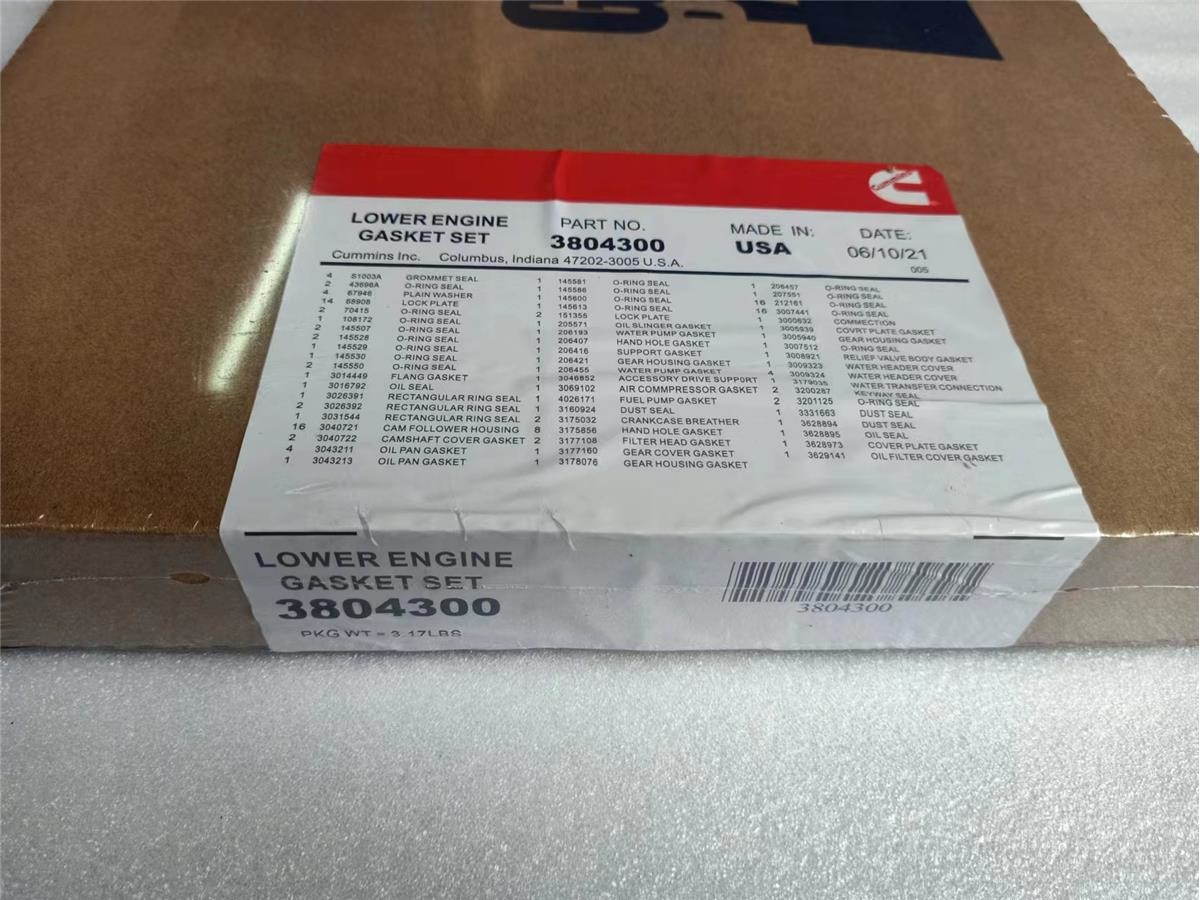 Cummins
LOWER ENGINE
GASKET SET
PART NO.
3804300
MADE IN:
USA
DATE:
06/10/21
005
Cummins Inc. Columbus, Indiana 47202-3005 U.S.A.
4 S1003A GROMMET SEAL
2 43696A O-RING SEAL
4 67946 PLAIN WASHER
14 68908 LOCK PLATE
2 70415 O-RING SEAL
1 108172 O-RING SEAL
2 145507 O-RING SEAL
2 145528 O-RING SEAL
1 145529 O-RING SEAL
1 145530 O-RING SEAL
2 145550 O-RING SEAL
1 3014449 FLANG GASKET
1 3016792 OIL SEAL
1 3026391 RECTANGULAR RING SEAL
2 3026392 RECTANGULAR RING SEAL
1 3031544 RECTANGULAR RING SEAL
16 3040721 CAM FOLLOWER HOUSING
2 3040722 CAMSHAFT COVER GASKET
4 3043211 OIL PAN GASKET
1 3043213 OIL PAN GASKET
1 145581 O-RING SEAL
1 145586 O-RING SEAL
1 145600 O-RING SEAL
1 145613 O-RING SEAL
2 151355 LOCK PLATE
1 205571 OIL SLINGER GASKET
1 206193 WATER PUMP GASKET
1 206407 HAND HOLE GASKET
1 206416 SUPPORT GASKET
1 206421 GEAR HOUSING GASKET
1 206455 WATER PUMP GASKET
1 3046852 ACCESSORY DRIVE SUPPORT
1 3069102 AIR COMMPRESSOR GASKET
1 4026171 FUEL PUMP GASKET
1 3160924 DUST SEAL
2 3175032 CRANKCASE BREATHER
8 3175856 HAND HOLE GASKET
2 3177108 FILTER HEAD GASKET
1 3177160 GEAR COVER GASKET
1 3178076 GEAR HOUSING GASKET
1 206457 O-RING SEAL
1 207551 O-RING SEAL
16 212161 O-RING SEAL
16 3007441 O-RING SEAL
1 3000632 COMMECTION
1 3005939 COVRT PLATE GASKET
1 3005940 GEAR HOUSING GASKET
1 3007512 O-RING SEAL
1 3008921 RELIEF VALVE BODY GASKET
1 3009323 WATER HEADER COVER
4 3009324 WATER HEADER COVER
1 3179035 WATER TRANSFER CONNECTION
2 3200287 KEYWAY SEAL
2 3201125 O-RING SEAL
1 3331663 DUST SEAL
1 3628894 DUST SEAL
1 3628895 OIL SEAL
1 3628973 COVER PLATE GASKET
1 3629141 OIL FILTER COVER GASKET
LOWER ENGINE
GASKET SET
3804300
PKG WT = 3.17LBS
3804300